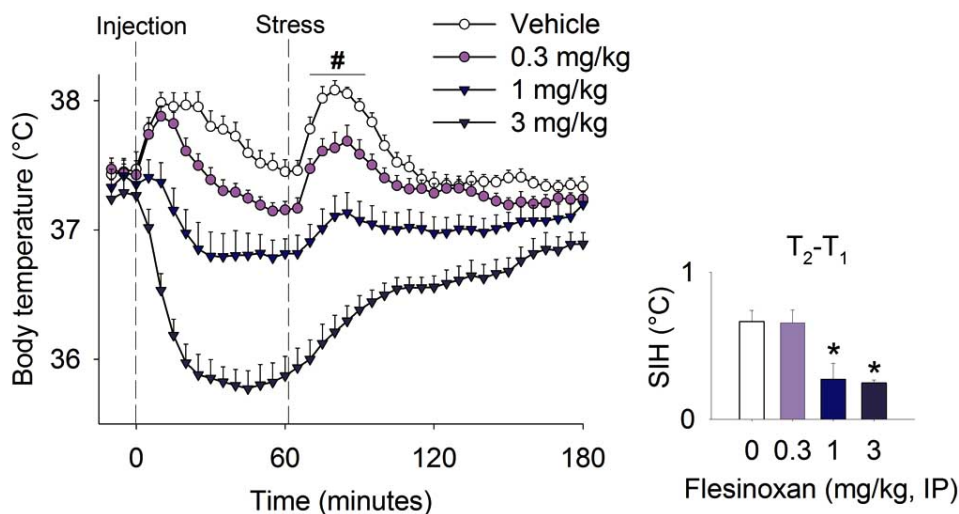 Injection
Stress
Vehicle
0.3 mg/kg
1 mg/kg
3 mg/kg
#
38
37
36
Body temperature (°C)
0
60
120
180
Time (minutes)
T₂-T₁
1
0
SIH (°C)
*
*
0 0.3 1 3
Flesinoxan (mg/kg, IP)